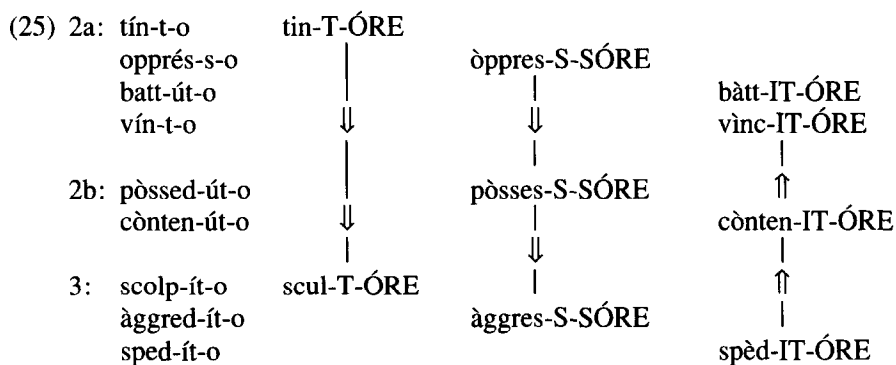 (25) 2a: tín-t-o tin-T-ÓRE
opprés-s-o òppres-S-SÓRE
batt-út-o bàtt-IT-ÓRE
vín-t-o ⇓ ⇓ vìnc-IT-ÓRE
⇑
2b: pòssed-út-o pòsses-S-SÓRE
cònten-út-o ⇓ cònten-IT-ÓRE
⇓
3: scolp-ít-o scul-T-ÓRE ⇑
àggred-ít-o àggres-S-SÓRE
sped-ít-o spèd-IT-ÓRE